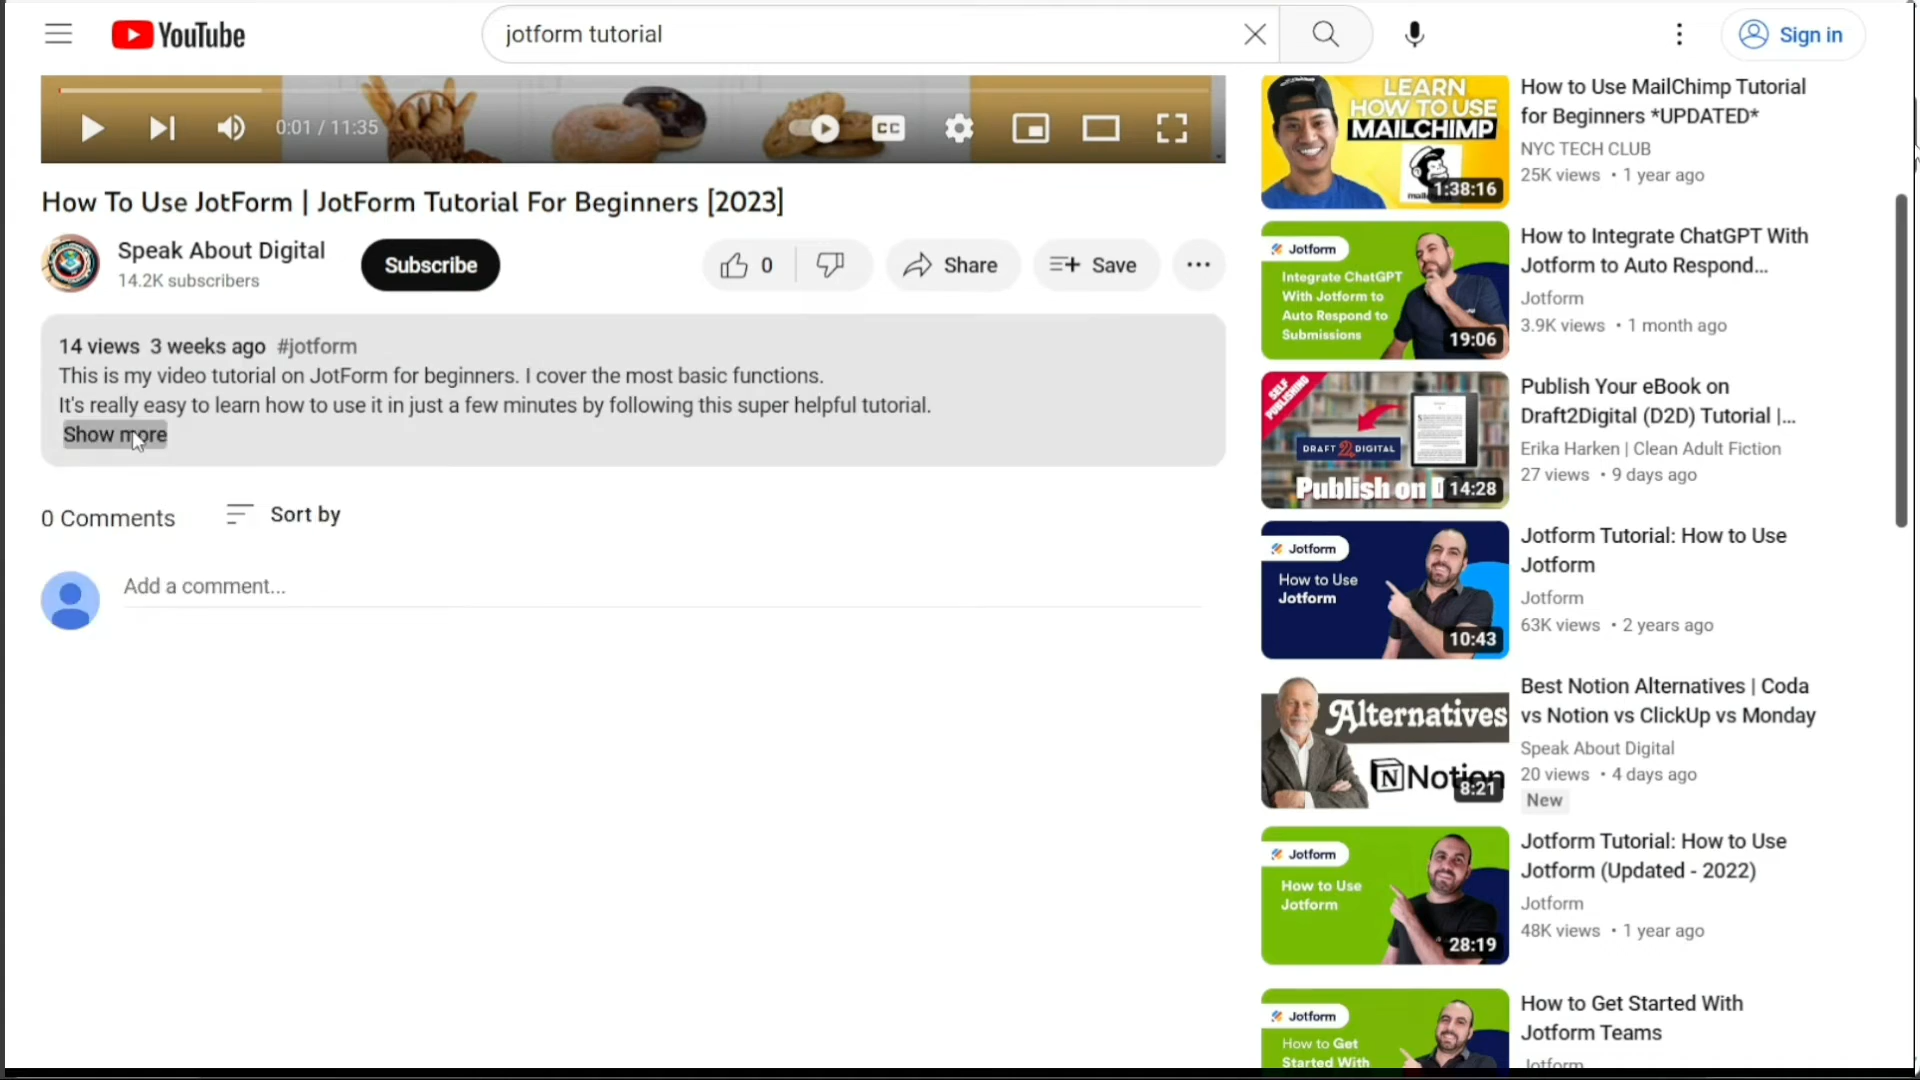 YouTube
jotform tutorial
Sign in
0:01 / 11:35
CC
How To Use JotForm | JotForm Tutorial For Beginners [2023]
Speak About Digital
14.2K subscribers
Subscribe
0
Share
Save
14 views 3 weeks ago #jotform
This is my video tutorial on JotForm for beginners. I cover the most basic functions.
It's really easy to learn how to use it in just a few minutes by following this super helpful tutorial.
Show more
0 Comments
Sort by
Add a comment...
LEARN
HOW TO USE
MAILCHIMP
1:38:16
How to Use MailChimp Tutorial
for Beginners *UPDATED*
NYC TECH CLUB
25K views • 1 year ago
Jotform
Integrate ChatGPT
With Jotform to
Auto Respond to
Submissions
19:06
How to Integrate ChatGPT With
Jotform to Auto Respond...
Jotform
3.9K views • 1 month ago
SELF
PUBLISHING
DRAFT 2 DIGITAL
Publish on
14:28
Publish Your eBook on
Draft2Digital (D2D) Tutorial |...
Erika Harken | Clean Adult Fiction
27 views • 9 days ago
Jotform
How to Use
Jotform
10:43
Jotform Tutorial: How to Use
Jotform
Jotform
63K views • 2 years ago
Alternatives
Notion
8:21
Best Notion Alternatives | Coda
vs Notion vs ClickUp vs Monday
Speak About Digital
20 views • 4 days ago
New
Jotform
How to Use
Jotform
28:19
Jotform Tutorial: How to Use
Jotform (Updated - 2022)
Jotform
48K views • 1 year ago
Jotform
How to Get
Started With
How to Get Started With
Jotform Teams
Jotform